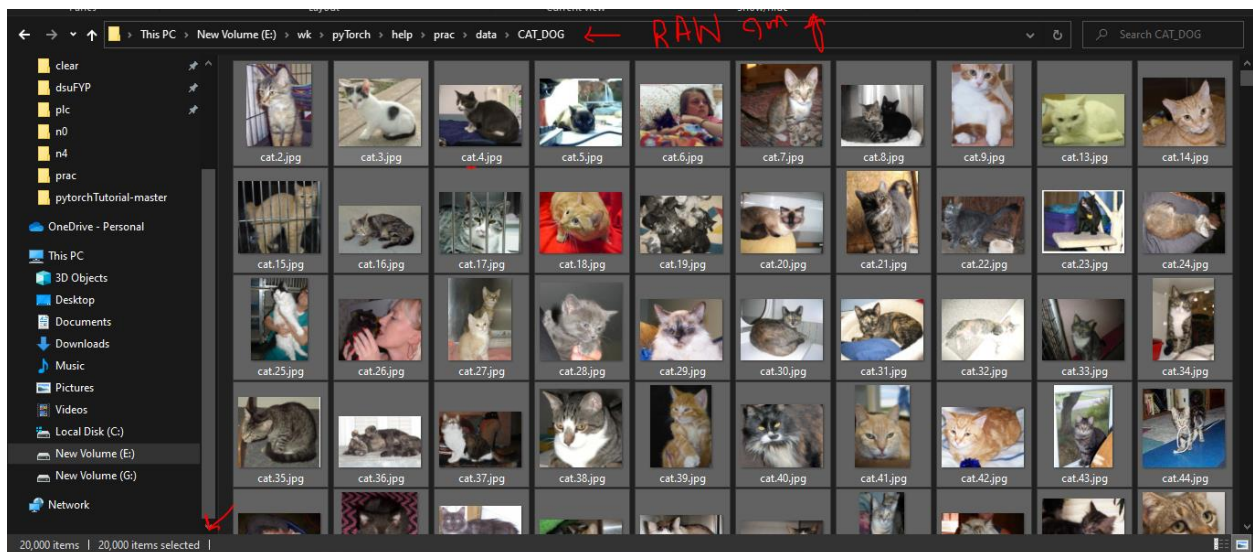 This PC > New Volume (E:) > wk > pyTorch > help > prac > data > CAT_DOG
← RAW
Search CAT_DOG
clear
dsuFYP
plc
n0
n4
prac
pytorchTutorial-master
OneDrive - Personal
This PC
3D Objects
Desktop
Documents
Downloads
Music
Pictures
Videos
Local Disk (C:)
New Volume (E:)
New Volume (G:)
Network
cat.2.jpg cat.3.jpg cat.4.jpg cat.5.jpg cat.6.jpg cat.7.jpg cat.8.jpg cat.9.jpg cat.13.jpg cat.14.jpg
cat.15.jpg cat.16.jpg cat.17.jpg cat.18.jpg cat.19.jpg cat.20.jpg cat.21.jpg cat.22.jpg cat.23.jpg cat.24.jpg
cat.25.jpg cat.26.jpg cat.27.jpg cat.28.jpg cat.29.jpg cat.30.jpg cat.31.jpg cat.32.jpg cat.33.jpg cat.34.jpg
cat.35.jpg cat.36.jpg cat.37.jpg cat.38.jpg cat.39.jpg cat.40.jpg cat.41.jpg cat.42.jpg cat.43.jpg cat.44.jpg
20,000 items | 20,000 items selected |